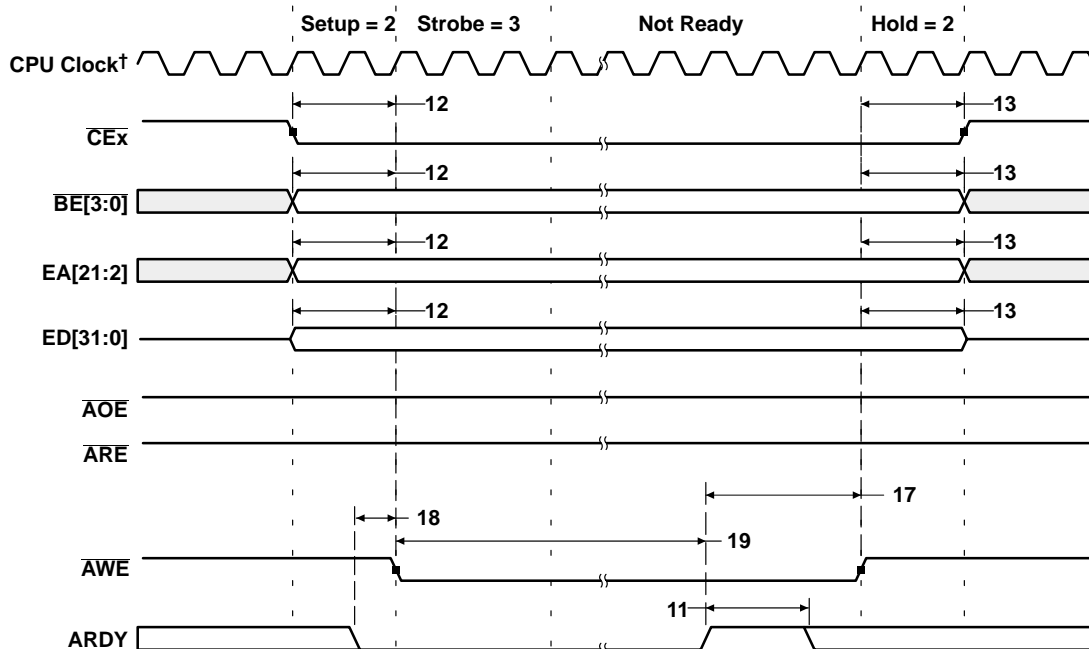 Setup = 2 Strobe = 3 Not Ready Hold = 2
CPU Clock†
12 13
CEx
12 13
BE[3:0]
12 13
EA[21:2]
12 13
ED[31:0]
AOE
ARE
17
18
19
AWE
11
ARDY